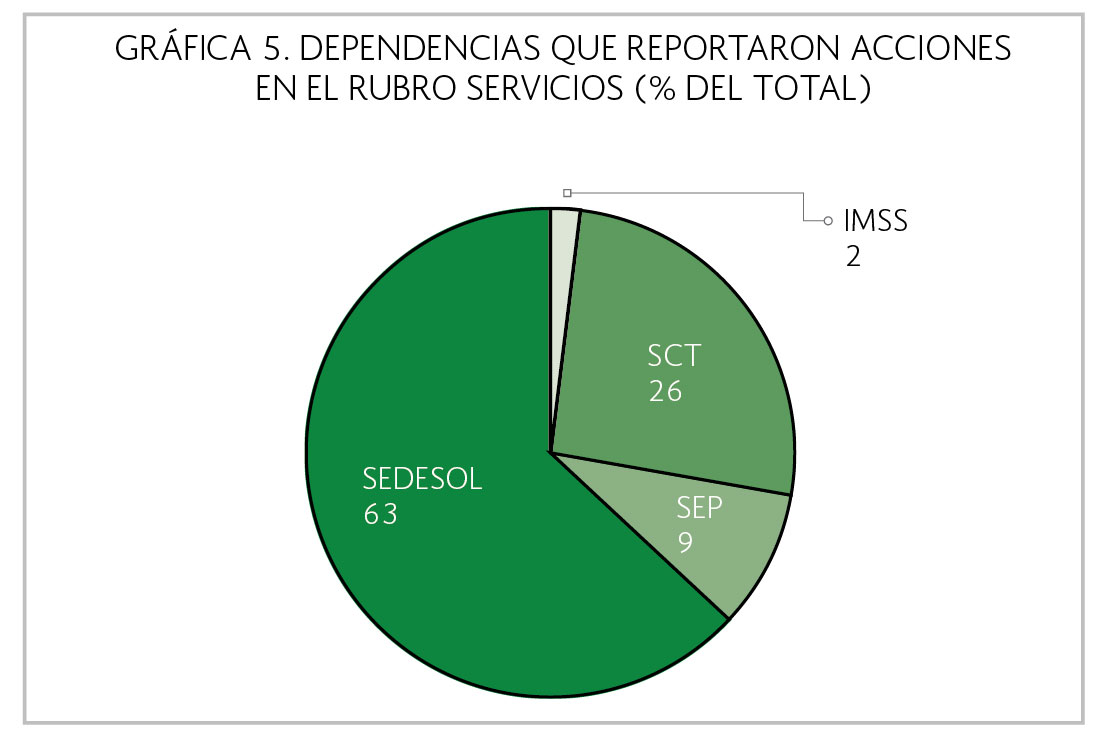 GRÁFICA 5. DEPENDENCIAS QUE REPORTARON ACCIONES
EN EL RUBRO SERVICIOS (% DEL TOTAL)
IMSS
2
SCT
26
SEDESOL
63
SEP
9